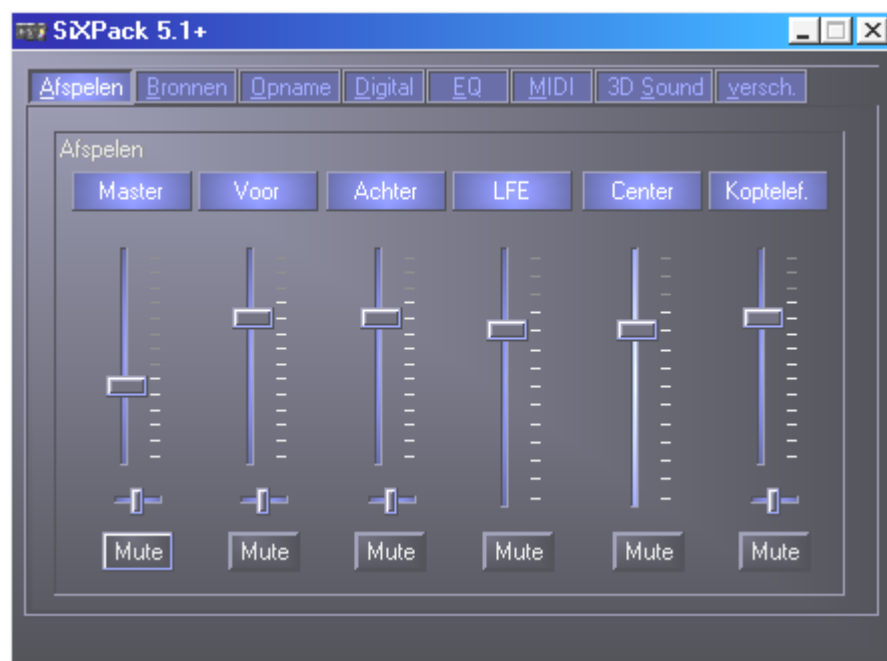 SiXPack 5.1+
Afspelen Bronnen Opname Digital EQ MIDI 3D Sound versch.
Afspelen
Master Voor Achter LFE Center Koptelef.
Mute Mute Mute Mute Mute Mute